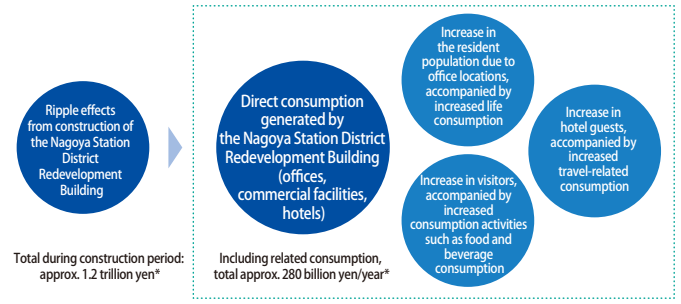 Ripple effects
from construction of
the Nagoya Station
District
Redevelopment
Building
Total during construction period:
approx. 1.2 trillion yen*
Direct consumption
generated by
the Nagoya Station District
Redevelopment Building
(offices,
commercial facilities,
hotels)
Including related consumption,
total approx. 280 billion yen/year*
Increase in
the resident
population due to
office locations,
accompanied by
increased life
consumption
Increase in visitors,
accompanied by
increased
consumption activities
such as food and
beverage
consumption
Increase in
hotel guests,
accompanied by
increased
travel-related
consumption